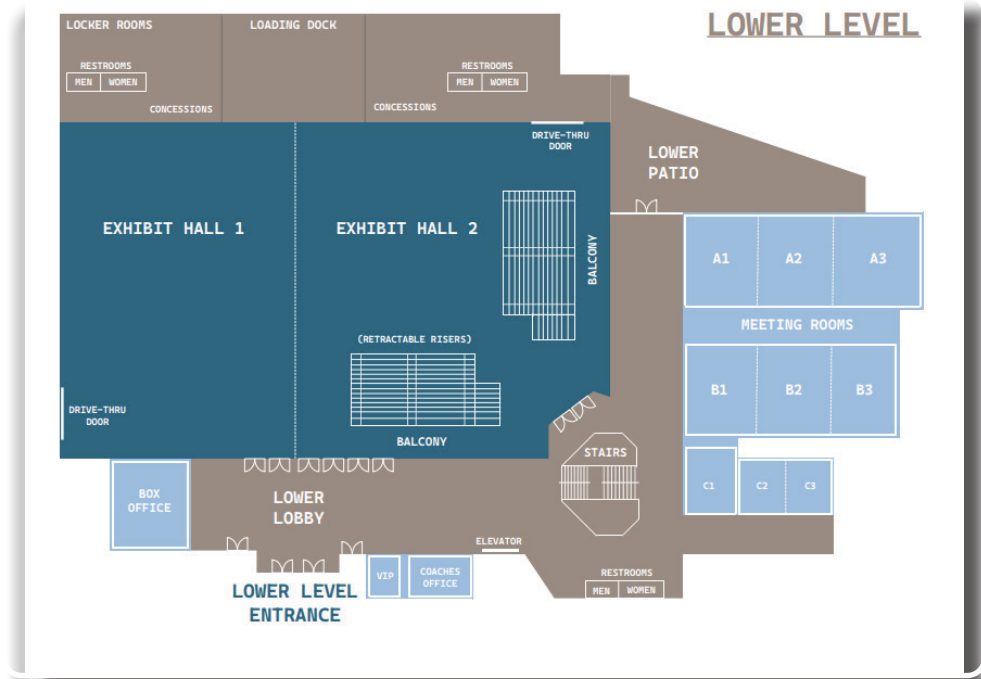 LOWER LEVEL
LOCKER ROOMS
LOADING DOCK
RESTROOMS
MEN WOMEN
CONCESSIONS
RESTROOMS
MEN WOMEN
CONCESSIONS
DRIVE-THRU
DOOR
LOWER
PATIO
EXHIBIT HALL 1
EXHIBIT HALL 2
BALCONY
A1 A2 A3
MEETING ROOMS
(RETRACTABLE RISERS)
B1 B2 B3
DRIVE-THRU
DOOR
BALCONY
STAIRS
BOX
OFFICE
LOWER
LOBBY
C1 C2 C3
ELEVATOR
VIP
COACHES
OFFICE
RESTROOMS
MEN WOMEN
LOWER LEVEL
ENTRANCE